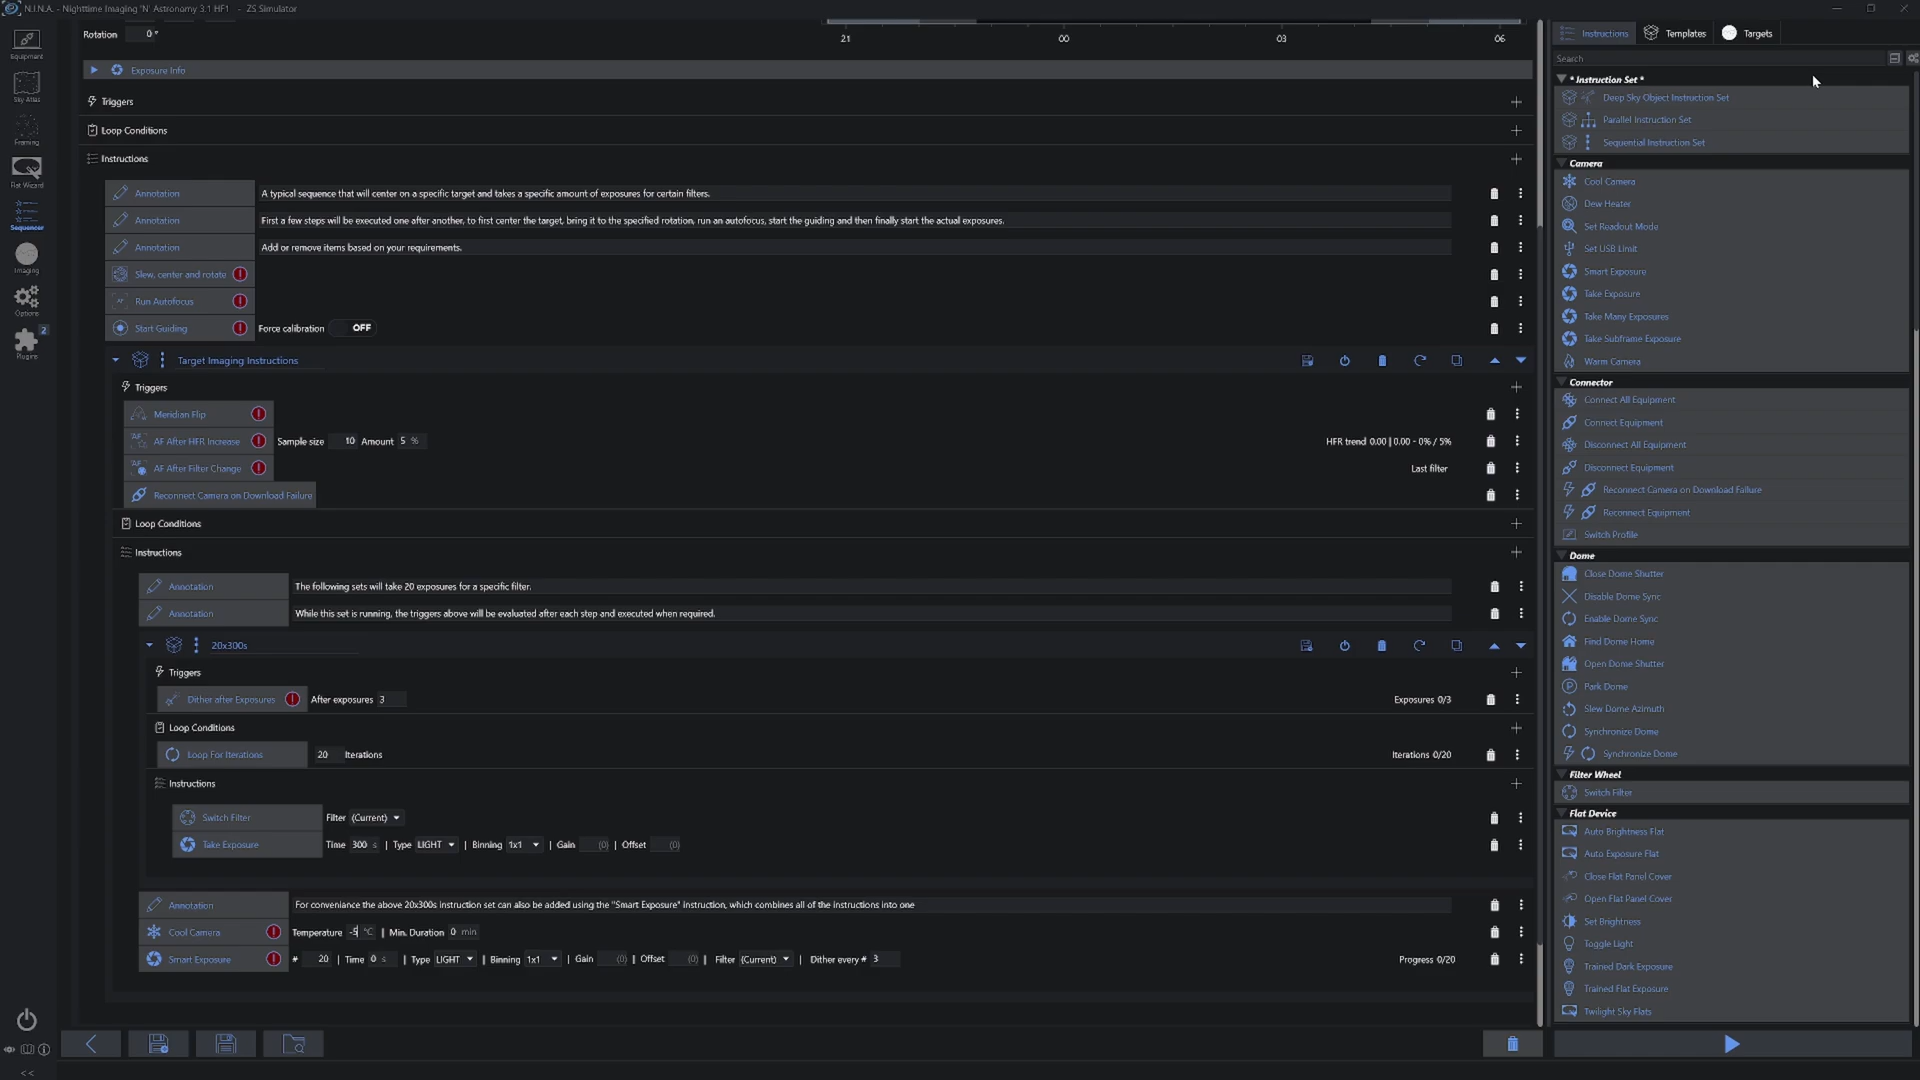 N.I.N.A. - Nighttime Imaging 'N' Astronomy 3.1 HF1 - ZS Simulator
Equipment
Sky Atlas
Framing
Flat Wizard
Sequencer
Imaging
Options
2
Plugins
<<
Rotation 0°
21 00 03 06
Exposure Info
Triggers
Loop Conditions
Instructions
Annotation A typical sequence that will center on a specific target and takes a specific amount of exposures for certain filters.
Annotation First a few steps will be executed one after another, to first center the target, bring it to the specified rotation, run an autofocus, start the guiding and then finally start the actual exposures.
Annotation Add or remove items based on your requirements.
Slew, center and rotate
Run Autofocus
Start Guiding Force calibration OFF
Target Imaging Instructions
Triggers
Meridian Flip
AF After HFR Increase Sample size 10 Amount 5 % HFR trend 0.00 | 0.00 - 0% / 5%
AF After Filter Change Last filter
Reconnect Camera on Download Failure
Loop Conditions
Instructions
Annotation The following sets will take 20 exposures for a specific filter.
Annotation While this set is running, the triggers above will be evaluated after each step and executed when required.
20x300s
Triggers
Dither after Exposures After exposures 3 Exposures 0/3
Loop Conditions
Loop For Iterations 20 Iterations Iterations 0/20
Instructions
Switch Filter Filter (Current)
Take Exposure Time 300 s | Type LIGHT | Binning 1x1 | Gain (0) | Offset (0)
Annotation For conveniance the above 20x300s instruction set can also be added using the "Smart Exposure" instruction, which combines all of the instructions into one
Cool Camera Temperature -5 °C | Min. Duration 0 min
Smart Exposure # 20 | Time 0 s | Type LIGHT | Binning 1x1 | Gain (0) | Offset (0) | Filter (Current) | Dither every # 3 Progress 0/20
Instructions Templates Targets
Search
* Instruction Set *
Deep Sky Object Instruction Set
Parallel Instruction Set
Sequential Instruction Set
Camera
Cool Camera
Dew Heater
Set Readout Mode
Set USB Limit
Smart Exposure
Take Exposure
Take Many Exposures
Take Subframe Exposure
Warm Camera
Connector
Connect All Equipment
Connect Equipment
Disconnect All Equipment
Disconnect Equipment
Reconnect Camera on Download Failure
Reconnect Equipment
Switch Profile
Dome
Close Dome Shutter
Disable Dome Sync
Enable Dome Sync
Find Dome Home
Open Dome Shutter
Park Dome
Slew Dome Azimuth
Synchronize Dome
Synchronize Dome
Filter Wheel
Switch Filter
Flat Device
Auto Brightness Flat
Auto Exposure Flat
Close Flat Panel Cover
Open Flat Panel Cover
Set Brightness
Toggle Light
Trained Dark Exposure
Trained Flat Exposure
Twilight Sky Flats